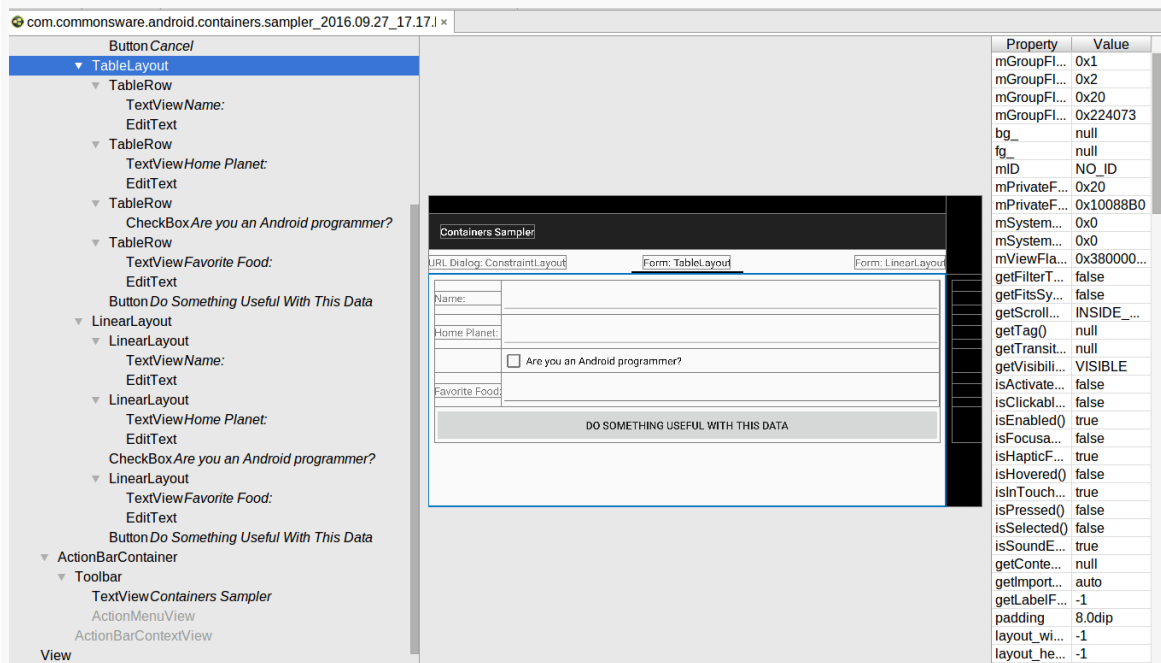 com.commonsware.android.containers.sampler_2016.09.27_17.17.l ×
Button Cancel
TableLayout
TableRow
TextView Name:
EditText
TableRow
TextView Home Planet:
EditText
TableRow
CheckBox Are you an Android programmer?
TableRow
TextView Favorite Food:
EditText
Button Do Something Useful With This Data
LinearLayout
LinearLayout
TextView Name:
EditText
LinearLayout
TextView Home Planet:
EditText
CheckBox Are you an Android programmer?
LinearLayout
TextView Favorite Food:
EditText
Button Do Something Useful With This Data
ActionBarContainer
Toolbar
TextView Containers Sampler
ActionMenuView
ActionBarContextView
View
Containers Sampler
URL Dialog: ConstraintLayout Form: TableLayout Form: LinearLayout
Name:
Home Planet:
Are you an Android programmer?
Favorite Food:
DO SOMETHING USEFUL WITH THIS DATA
Property Value
mGroupFl... 0x1
mGroupFl... 0x2
mGroupFl... 0x20
mGroupFl... 0x224073
bg_ null
fg_ null
mID NO_ID
mPrivateF... 0x20
mPrivateF... 0x10088B0
mSystem... 0x0
mSystem... 0x0
mViewFla... 0x380000...
getFilterT... false
getFitsSy... false
getScroll... INSIDE_...
getTag() null
getTransit... null
getVisibili... VISIBLE
isActivate... false
isClickabl... false
isEnabled() true
isFocusa... false
isHapticF... true
isHovered() false
isInTouch... true
isPressed() false
isSelected() false
isSoundE... true
getConte... null
getImport... auto
getLabelF... -1
padding 8.0dip
layout_wi... -1
layout_he... -1